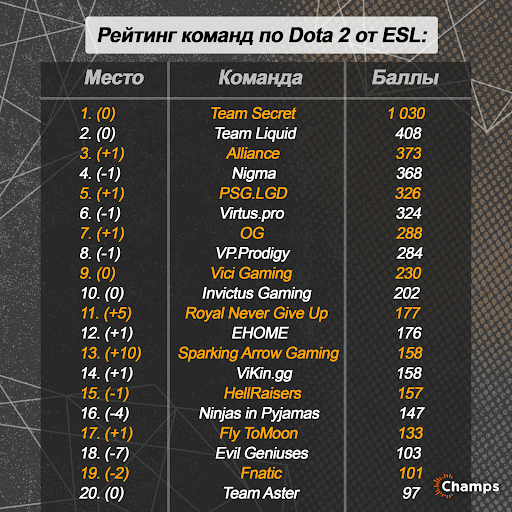 Рейтинг команд по Dota 2 от ESL:
Место Команда Баллы
1. (0) Team Secret 1 030
2. (0) Team Liquid 408
3. (+1) Alliance 373
4. (-1) Nigma 368
5. (+1) PSG.LGD 326
6. (-1) Virtus.pro 324
7. (+1) OG 288
8. (-1) VP.Prodigy 284
9. (0) Vici Gaming 230
10. (0) Invictus Gaming 202
11. (+5) Royal Never Give Up 177
12. (+1) EHOME 176
13. (+10) Sparking Arrow Gaming 158
14. (+1) ViKin.gg 158
15. (-1) HellRaisers 157
16. (-4) Ninjas in Pyjamas 147
17. (+1) Fly ToMoon 133
18. (-7) Evil Geniuses 103
19. (-2) Fnatic 101
20. (0) Team Aster 97
Champs